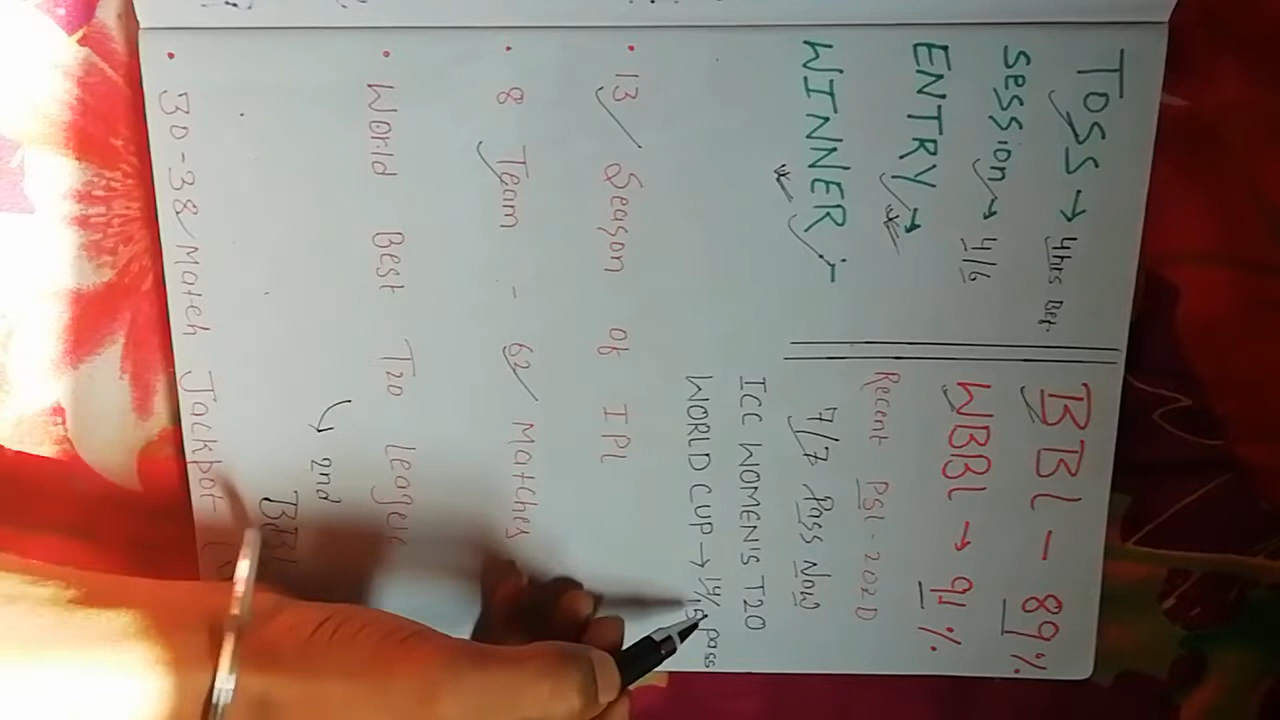 TOSS → 4hrs Bef.
Session → 4/6
ENTRY →
WINNER :-
BBL - 89%
WBBL → 91%
Recent PSL - 2020
7/7 Pass Now
ICC WOMEN'S T20
WORLD CUP → 14/ pass
• 13 Season of IPL
• 8 Team - 62 Matches
• World Best T20 League
→ 2nd
BBL
• 30-38 Match Jackpot (